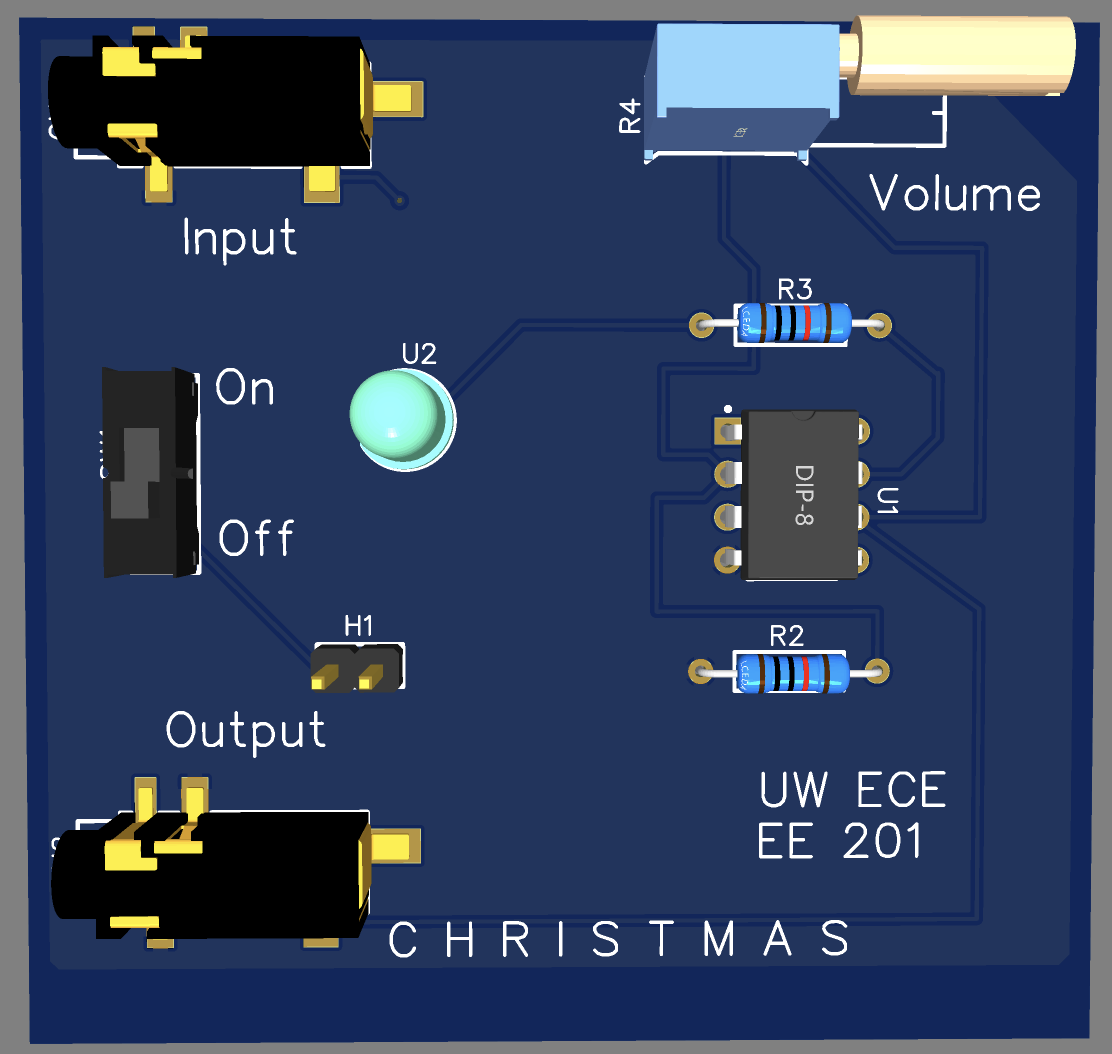 R4
Volume
Input
R3
U2
On
DIP-8
U1
Off
H1
R2
Output
UW ECE
EE 201
CHRISTMAS